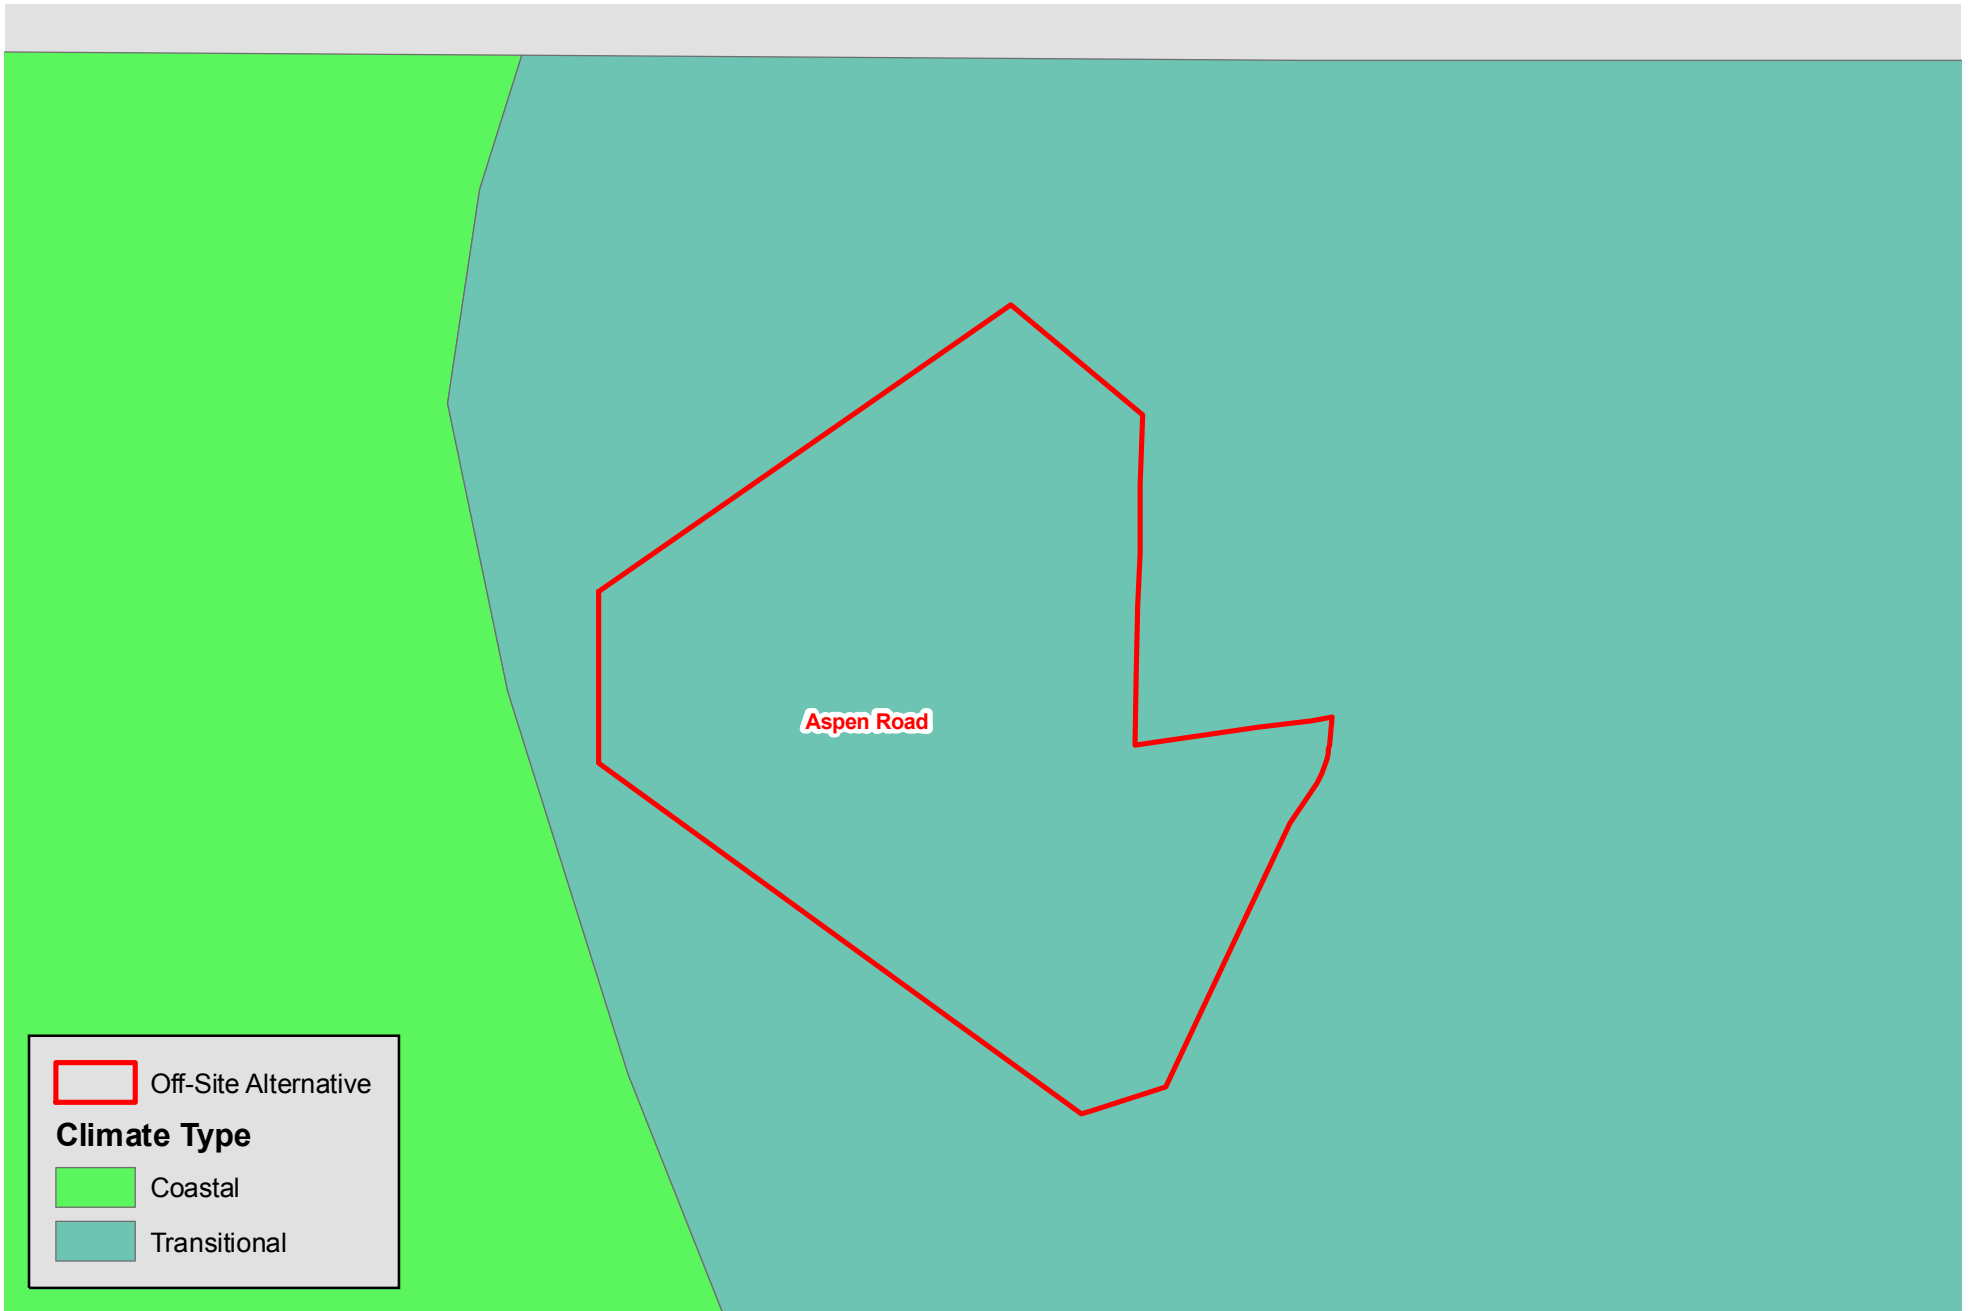 Aspen Road
Off-Site Alternative
Climate Type
Coastal
Transitional